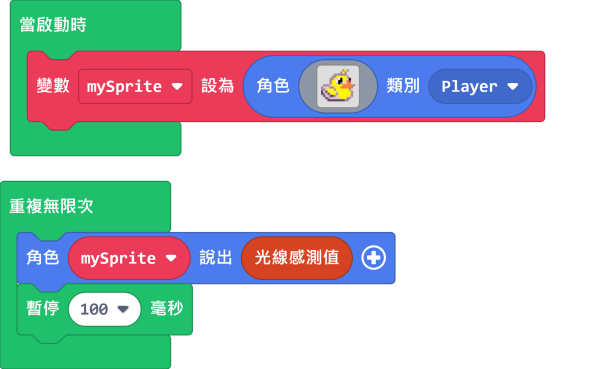 當啟動時
變數 mySprite 設為 角色 類別 Player
重複無限次
角色 mySprite 說出 光線感測值
暫停 100 毫秒